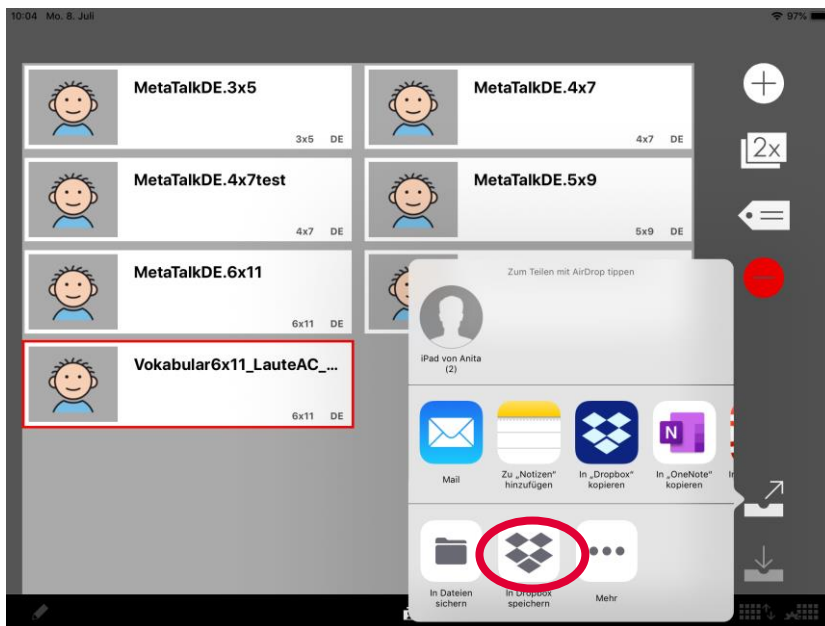 10:04 Mo. 8. Juli
97%
MetaTalkDE.3x5
3x5 DE
MetaTalkDE.4x7
4x7 DE
2x
MetaTalkDE.4x7test
4x7 DE
MetaTalkDE.5x9
5x9 DE
MetaTalkDE.6x11
6x11 DE
Vokabular6x11_LauteAC_...
6x11 DE
Zum Teilen mit AirDrop tippen
iPad von Anita
(2)
Mail
Zu „Notizen“
hinzufügen
In „Dropbox“
kopieren
N
In „OneNote“
kopieren
In Dateien
sichern
In Dropbox
speichern
Mehr